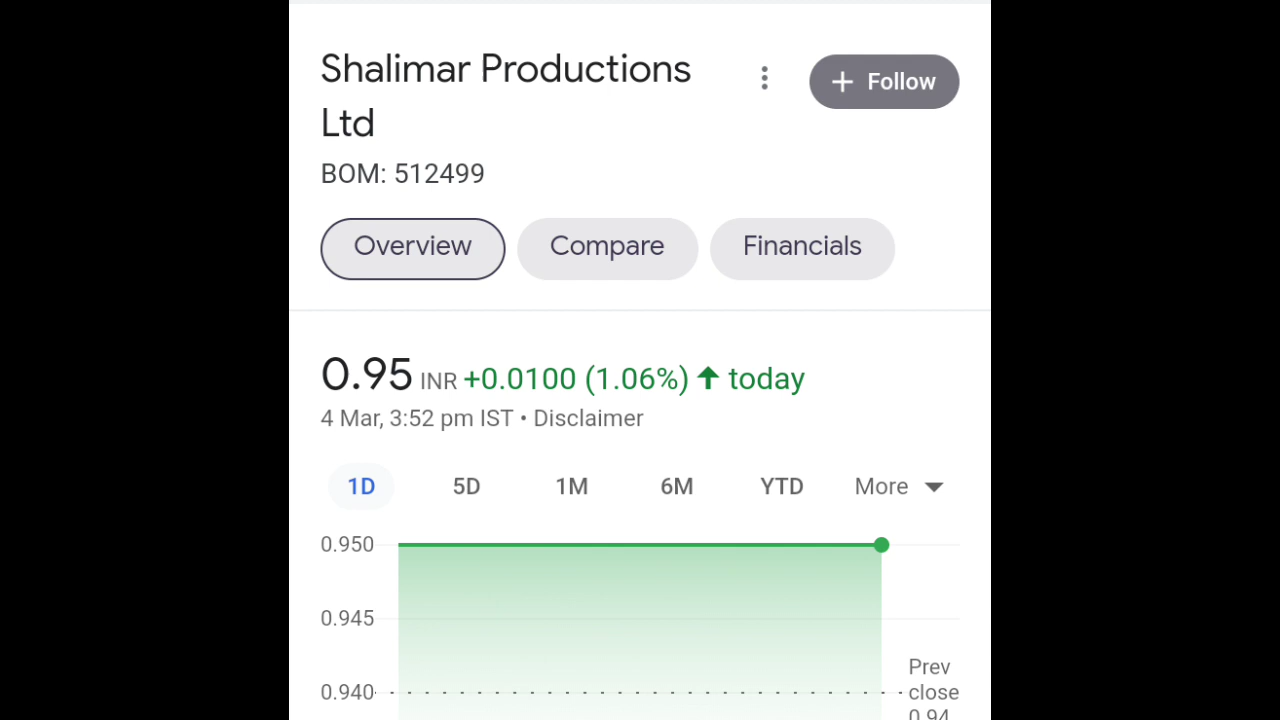 Shalimar Productions
Ltd
+ Follow
BOM: 512499
Overview Compare Financials
0.95 INR +0.0100 (1.06%) ↑ today
4 Mar, 3:52 pm IST • Disclaimer
1D 5D 1M 6M YTD More
0.950
0.945
0.940
Prev
close
0.94